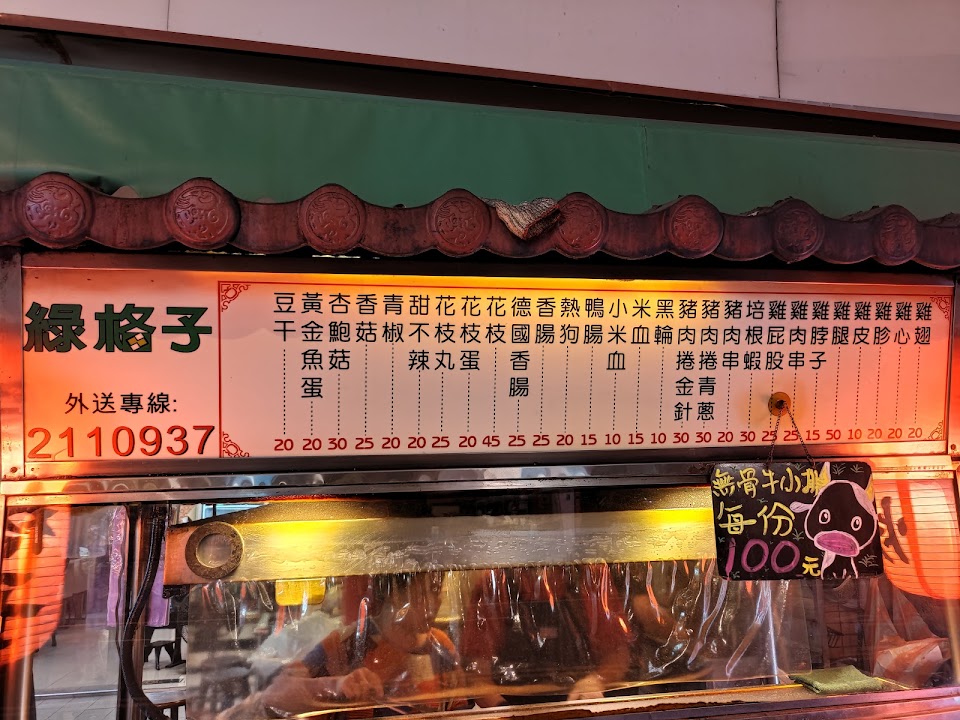 綠格子
外送專線:
2110937
雞翅 20
雞心 20
雞胗 20
雞皮 10
雞腿 50
雞脖子 15
雞肉串 25
雞屁股 25
培根蝦 30
豬肉串 20
豬肉捲青蔥 30
豬肉捲金針 30
黑輪 10
米血 15
小米血 10
鴨腸 15
熱狗 20
香腸 25
德國香腸 25
花枝 45
花枝蛋 20
花枝丸 25
甜不辣 20
青椒 20
香菇 25
杏鮑菇 30
黃金魚蛋 20
豆干 20
無骨牛小排
每份
100元